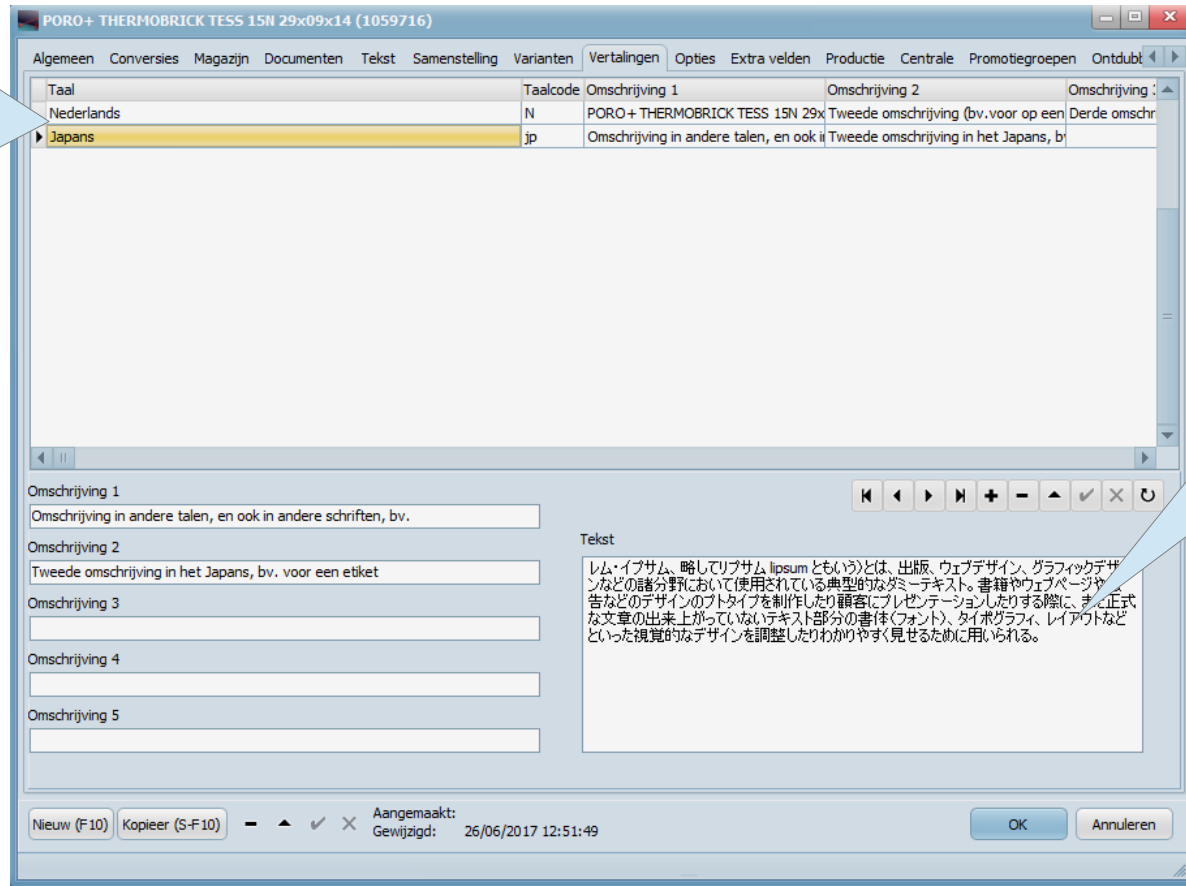 PORO+ THERMOBRICK TESS 15N 29x09x14 (1059716)
Algemeen Conversies Magazijn Documenten Tekst Samenstelling Varianten Vertalingen Opties Extra velden Productie Centrale Promotiegroepen Ontdubb
Taal Taalcode Omschrijving 1 Omschrijving 2 Omschrijving
Nederlands N PORO+ THERMOBRICK TESS 15N 29x Tweede omschrijving (bv.voor op een Derde omschr
Japans jp Omschrijving in andere talen, en ook i Tweede omschrijving in het Japans, b
Omschrijving 1
Omschrijving in andere talen, en ook in andere schriften, bv.
Omschrijving 2
Tweede omschrijving in het Japans, bv. voor een etiket
Omschrijving 3
Omschrijving 4
Omschrijving 5
Tekst
レム・イプサム、略してリプサム lipsum ともいう)とは、出版、ウェブデザイン、グラフィックデザ
ンなどの諸分野において使用されている典型的なダミーテキスト。書籍やウェブページや
告などのデザインのプトタイプを制作したり顧客にプレゼンテーションしたりする際に、まだ正式
な文章の出来上がっていないテキスト部分の書体(フォント)、タイポグラフィ、レイアウトなど
といった視覚的なデザインを調整したりわかりやすく見せるために用いられる。
Nieuw (F10) Kopieer (S-F10) Aangemaakt:
Gewijzigd: 26/06/2017 12:51:49
OK Annuleren